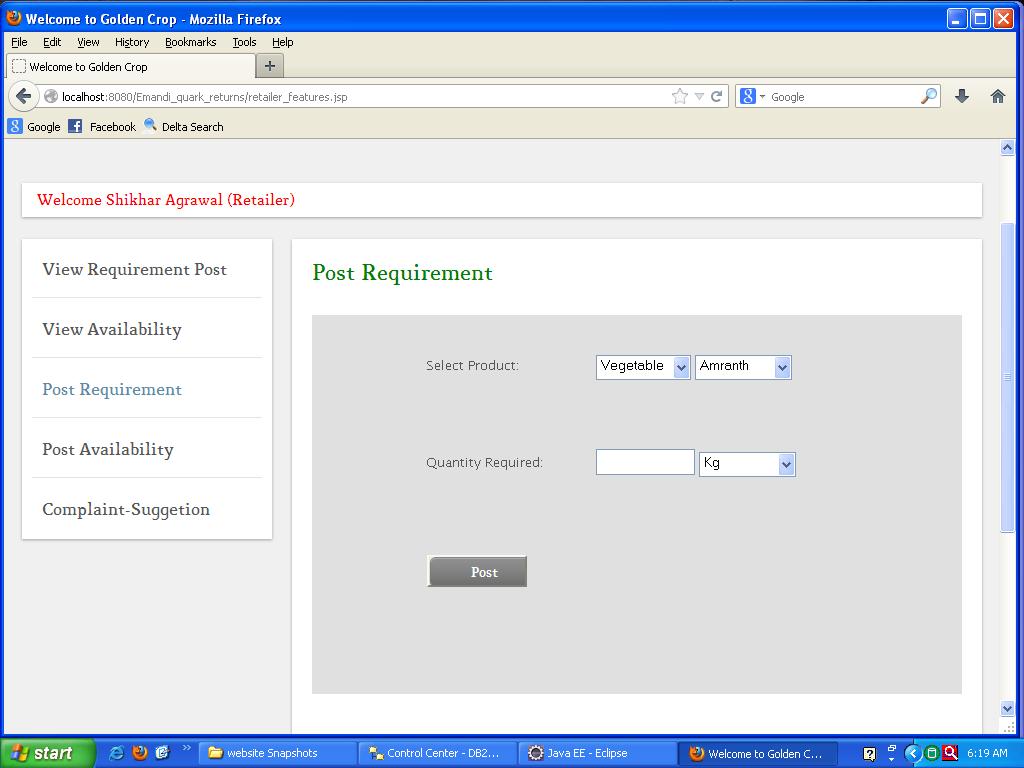 Welcome to Golden Crop - Mozilla Firefox
File Edit View History Bookmarks Tools Help
Welcome to Golden Crop +
localhost:8080/Emandi_quark_returns/retailer_features.jsp
Google
Google Facebook Delta Search
Welcome Shikhar Agrawal (Retailer)
View Requirement Post
View Availability
Post Requirement
Post Availability
Complaint-Suggetion
Post Requirement
Select Product: Vegetable Amranth
Quantity Required: Kg
Post
start website Snapshots Control Center - DB2... Java EE - Eclipse Welcome to Golden C... 6:19 AM